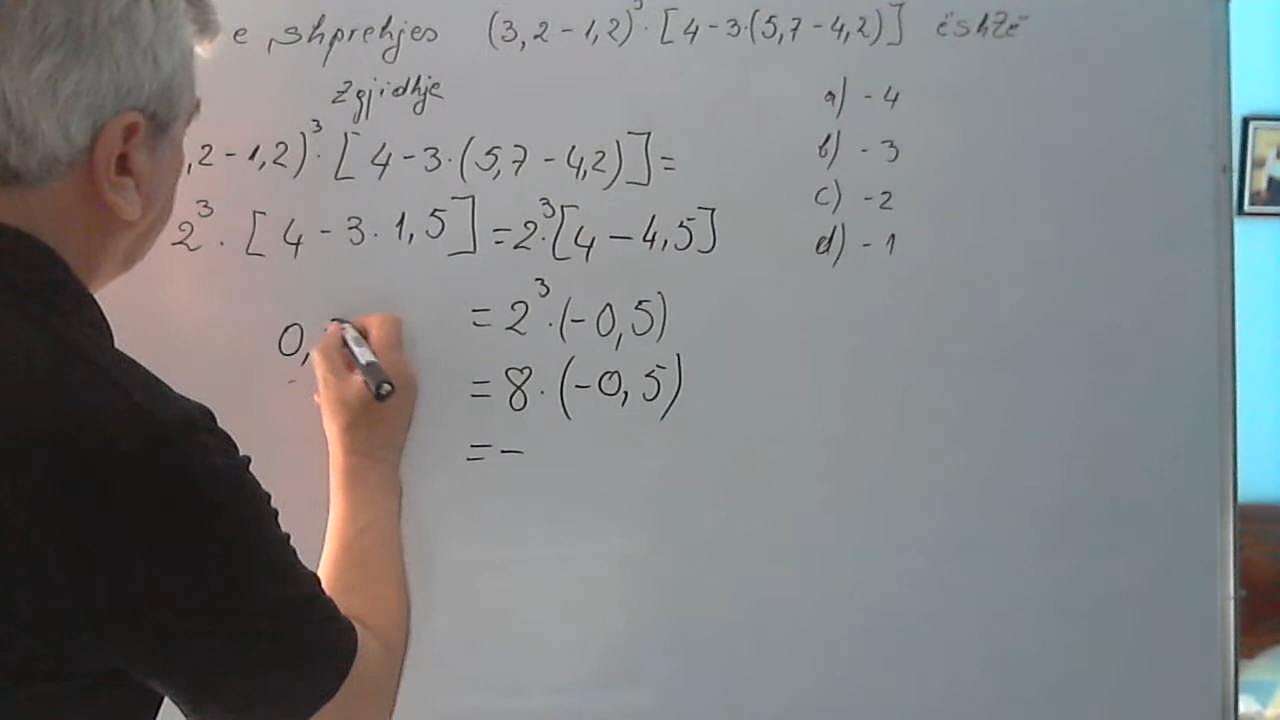 e shprehjes (3,2-1,2)³·[4-3·(5,7-4,2)] është
zgjidhje
,2-1,2)³·[4-3·(5,7-4,2)]=
2³·[4-3·1,5]=2³·[4-4,5]
=2³·(-0,5)
0,
=8·(-0,5)
=-
a) -4
b) -3
c) -2
d) -1